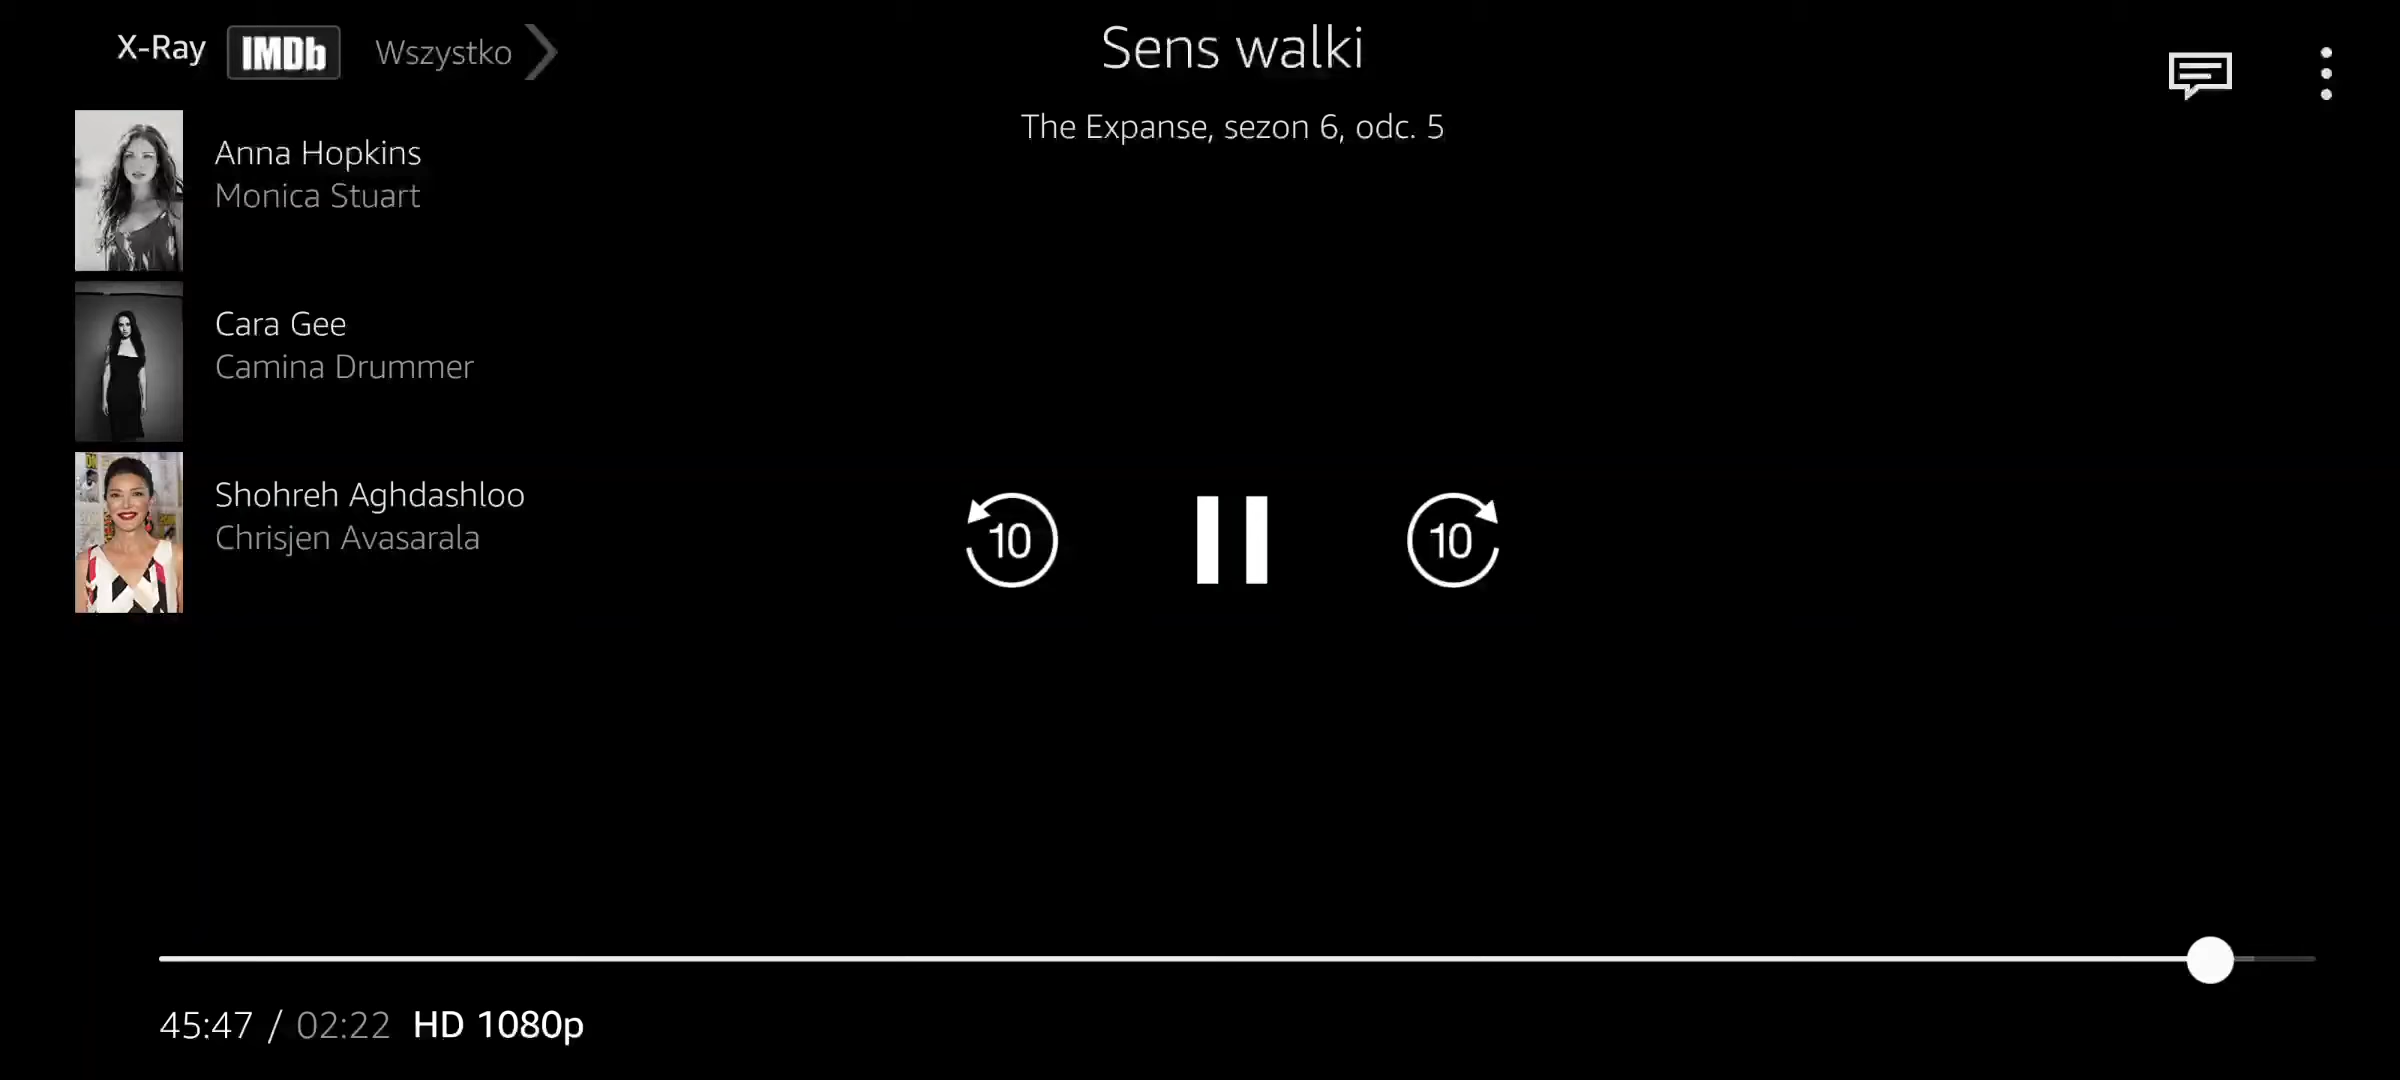 X-Ray IMDb Wszystko
Sens walki
The Expanse, sezon 6, odc. 5
Anna Hopkins
Monica Stuart
Cara Gee
Camina Drummer
Shohreh Aghdashloo
Chrisjen Avasarala
10 10
45:47 / 02:22 HD 1080p